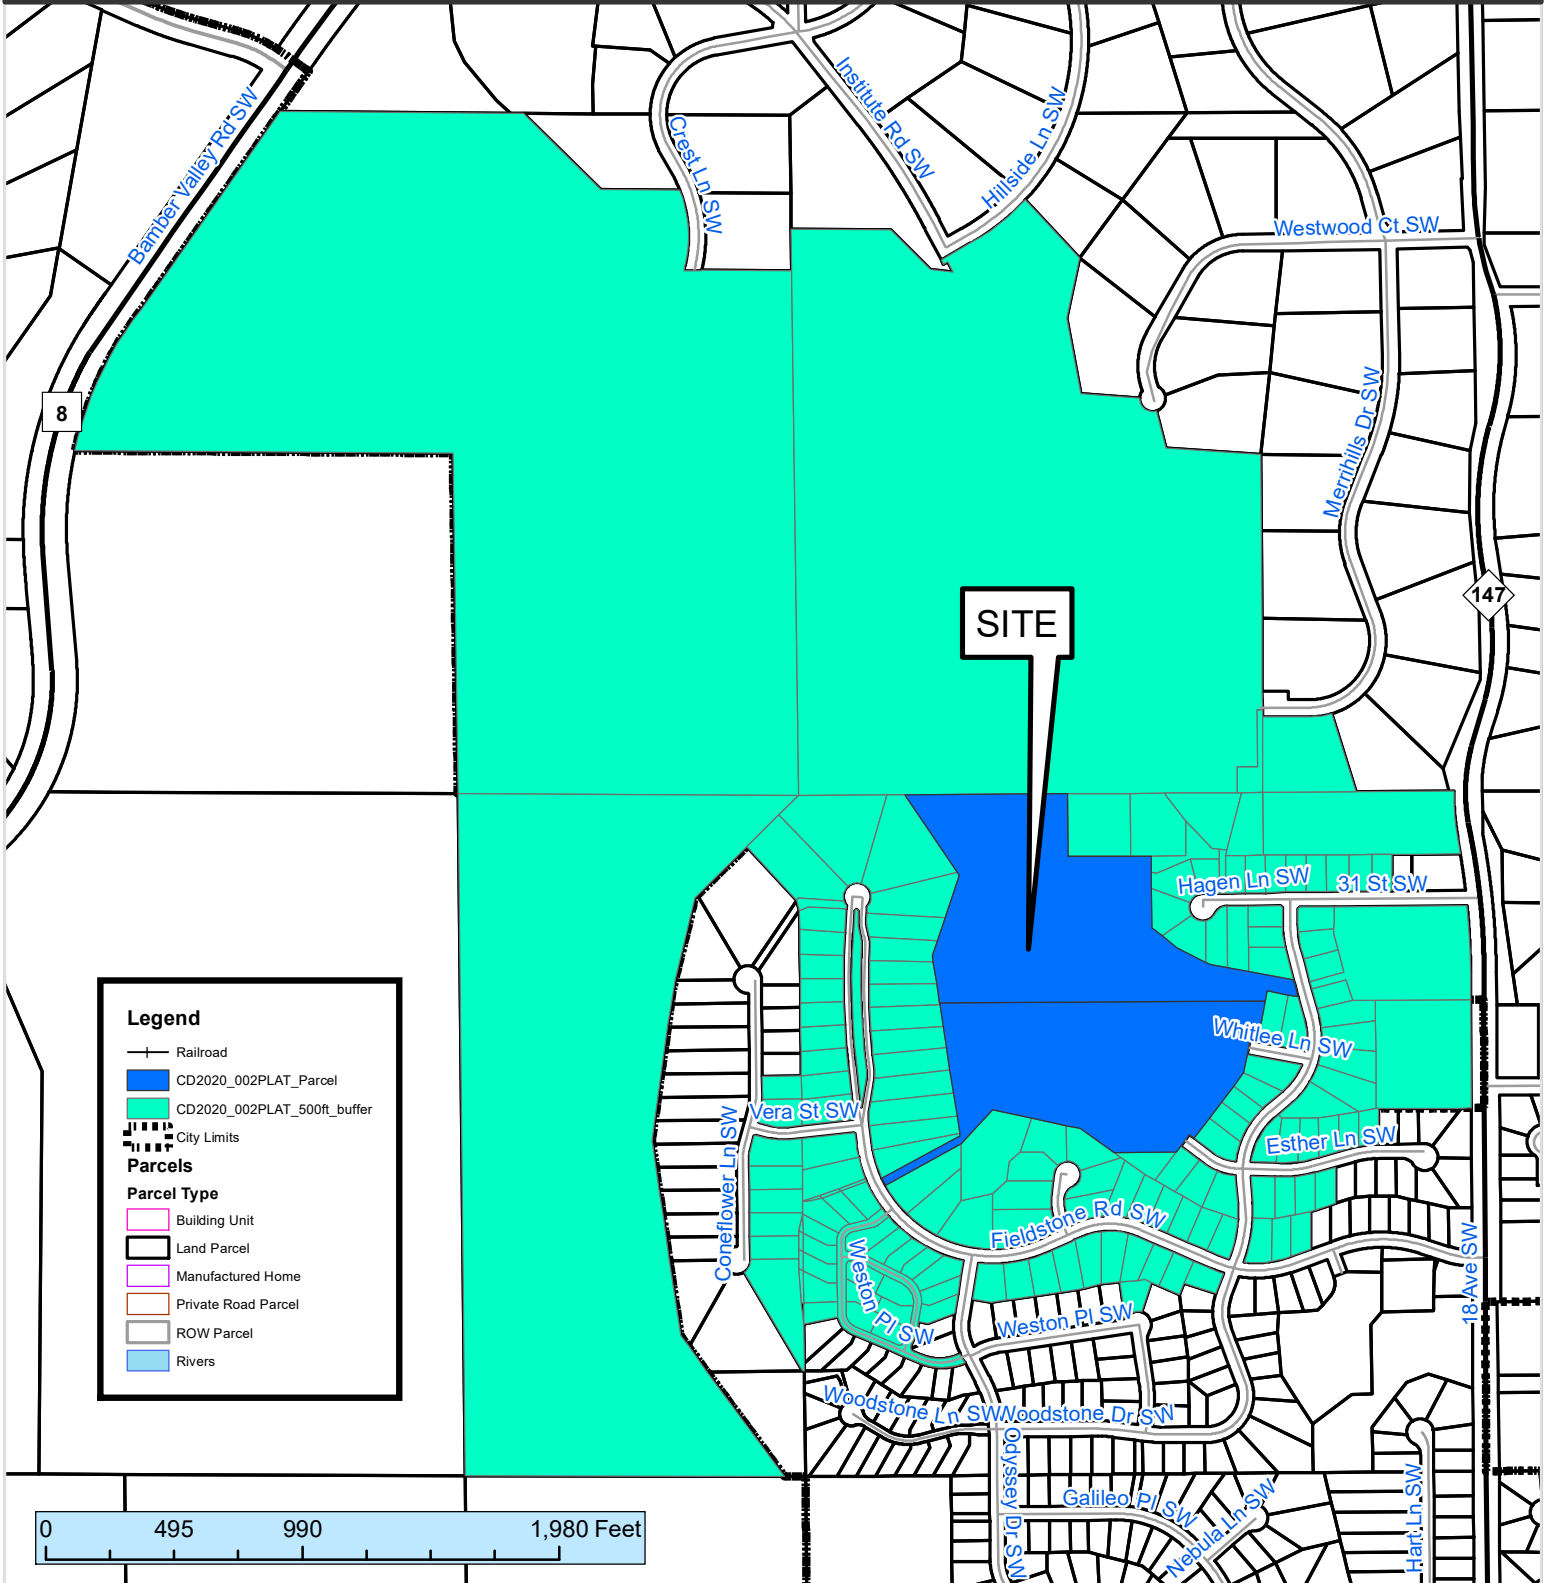 Bamber Valley Rd SW
Crest Ln SW
Institute Rd SW
Hillside Ln SW
Westwood Ct SW
8
Merrihills Dr SW
147
SITE
Hagen Ln SW
31 St SW
Whitlee Ln SW
Vera St SW
Esther Ln SW
Coneflower Ln SW
Fieldstone Rd SW
Weston Pl SW
Weston Pl SW
18 Ave SW
Woodstone Ln SW
Woodstone Dr SW
Odyssey Dr SW
Galileo Pl SW
Nebula Ln SW
Hart Ln SW
Legend
Railroad
CD2020_002PLAT_Parcel
CD2020_002PLAT_500ft_buffer
City Limits
Parcels
Parcel Type
Building Unit
Land Parcel
Manufactured Home
Private Road Parcel
ROW Parcel
Rivers
0 495 990 1,980 Feet